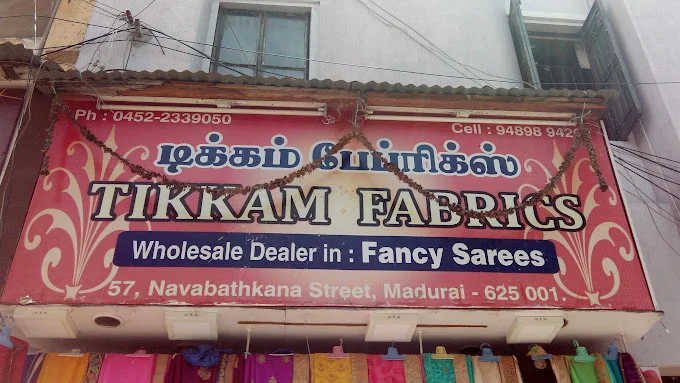 Ph : 0452-2339050
Cell : 94898 942
டிக்கம் பேப்ரிக்ஸ்
TIKKAM FABRICS
Wholesale Dealer in : Fancy Sarees
57, Navabathkana Street, Madurai - 625 001.